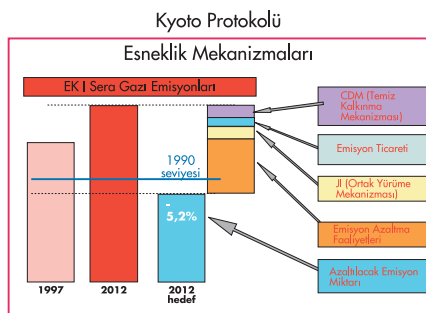 Kyoto Protokolü
Esneklik Mekanizmaları
EK I Sera Gazı Emisyonları
CDM (Temiz
Kalkınma
Mekanizması)
Emisyon Ticareti
1990
seviyesi
JI (Ortak Yürüme
Mekanizması)
-
5,2%
Emisyon Azaltma
Faaliyetleri
Azaltılacak Emisyon
Miktarı
1997
2012
2012
hedef